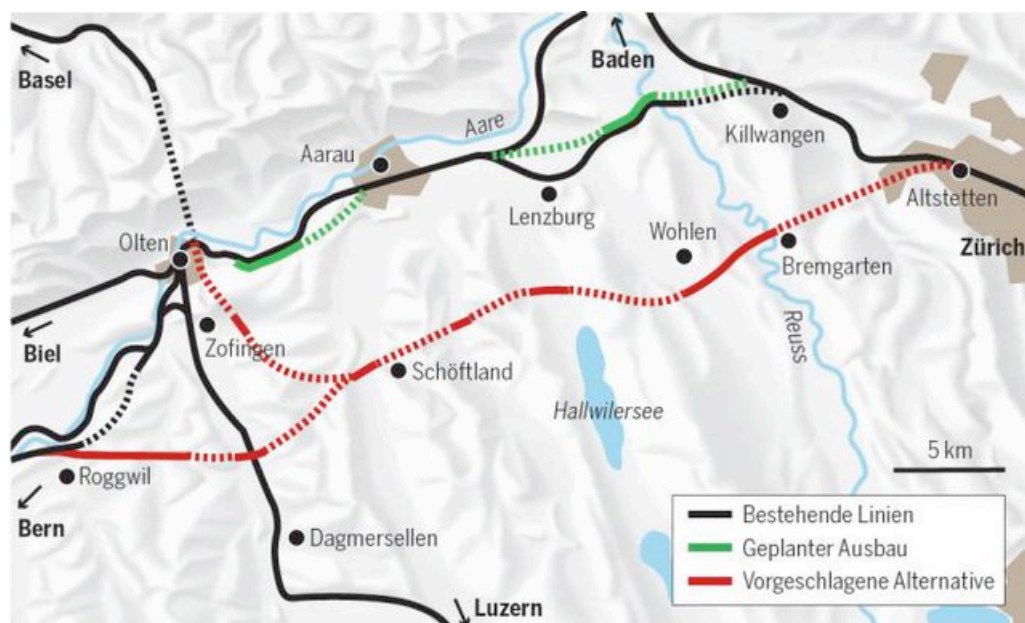 Basel
Baden
Aare
Killwangen
Aarau
Altstetten
Lenzburg
Wohlen
Olten
Bremgarten
Zürich
Reuss
Biel
Zofingen
Schöftland
Hallwilersee
5 km
Roggwil
Bern
Dagmersellen
Luzern
Bestehende Linien
Geplanter Ausbau
Vorgeschlagene Alternative